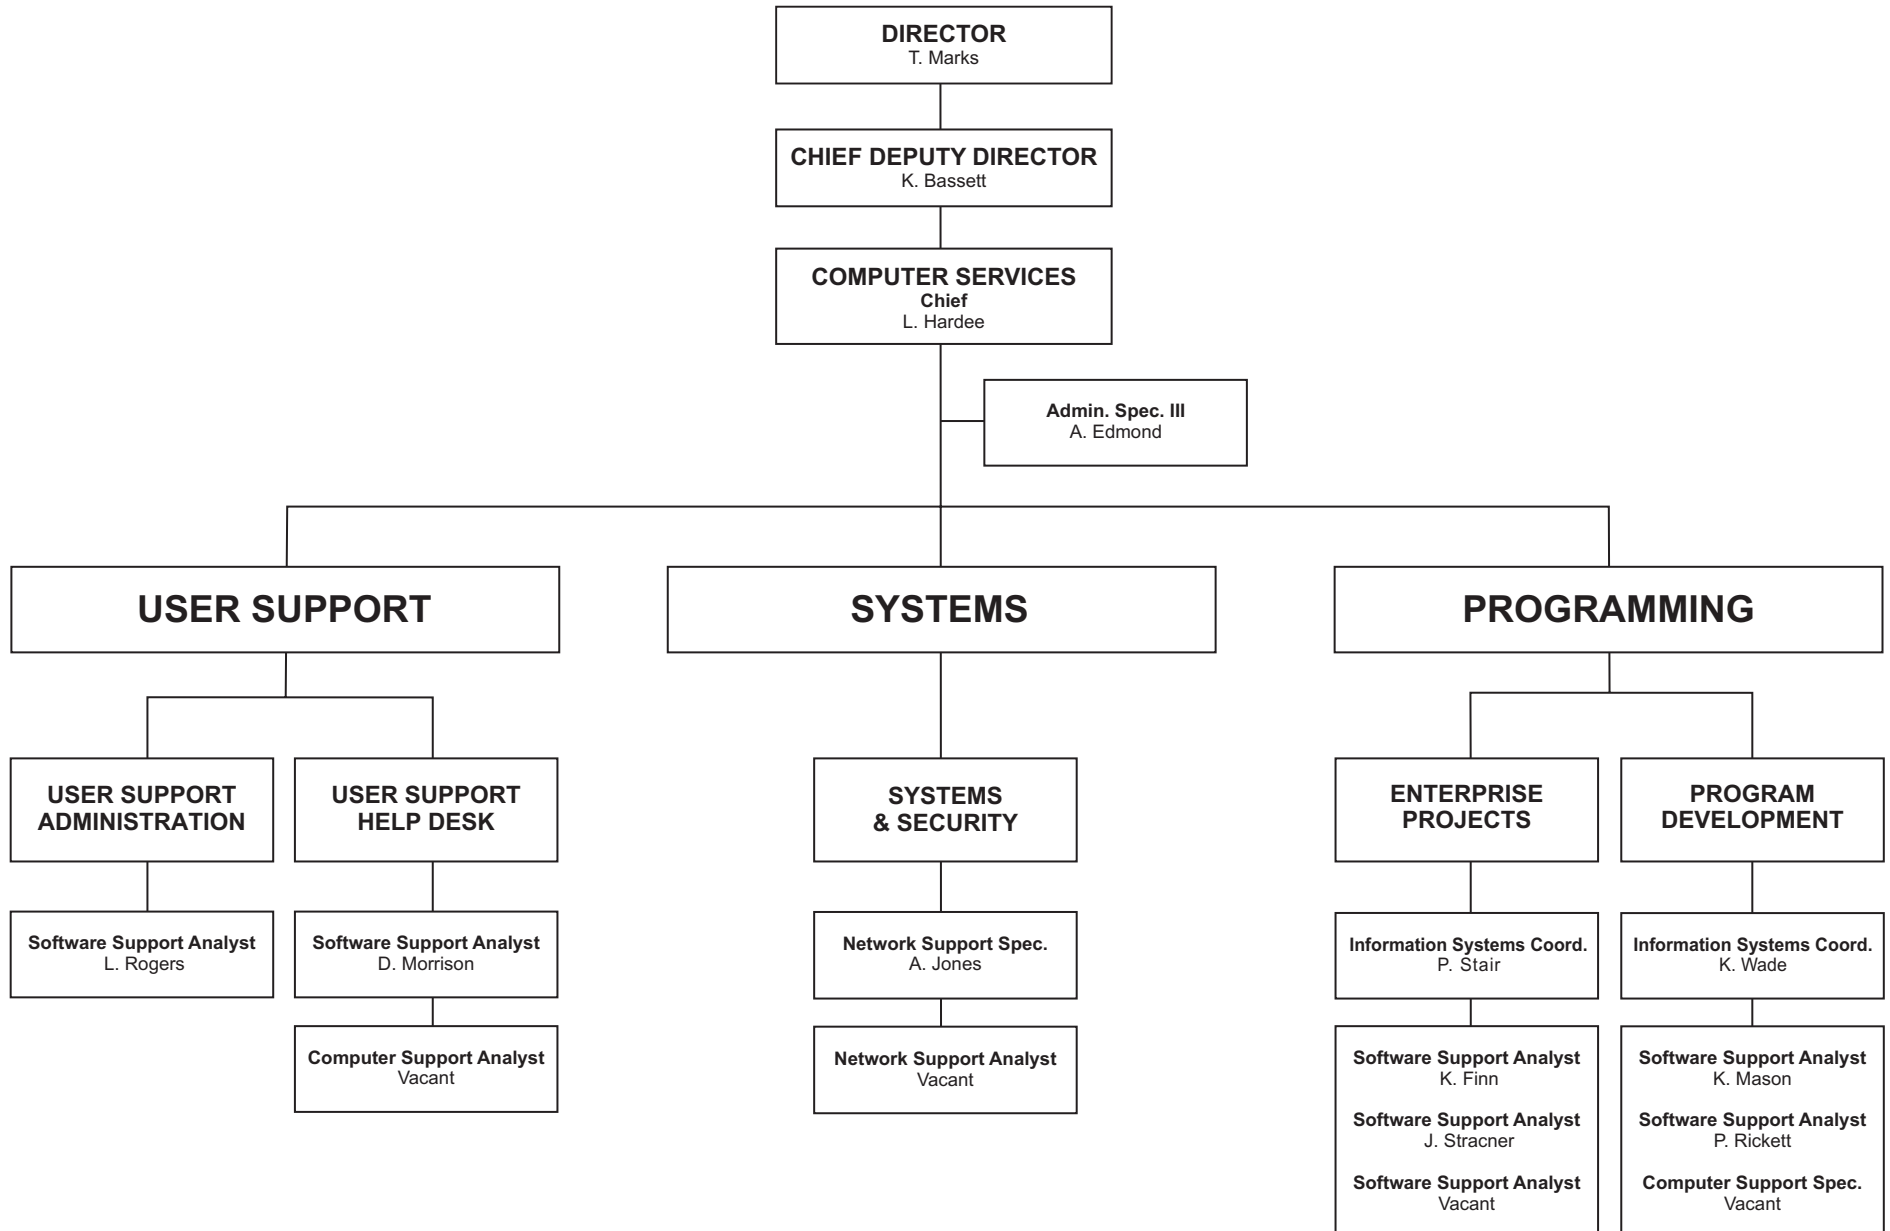 DIRECTOR
T. Marks
CHIEF DEPUTY DIRECTOR
K. Bassett
COMPUTER SERVICES
Chief
L. Hardee
Admin. Spec. III
A. Edmond
USER SUPPORT
SYSTEMS
PROGRAMMING
USER SUPPORT
ADMINISTRATION
USER SUPPORT
HELP DESK
SYSTEMS
& SECURITY
ENTERPRISE
PROJECTS
PROGRAM
DEVELOPMENT
Software Support Analyst
L. Rogers
Software Support Analyst
D. Morrison
Network Support Spec.
A. Jones
Information Systems Coord.
P. Stair
Information Systems Coord.
K. Wade
Computer Support Analyst
Vacant
Network Support Analyst
Vacant
Software Support Analyst
K. Finn
Software Support Analyst
J. Stracner
Software Support Analyst
Vacant
Software Support Analyst
K. Mason
Software Support Analyst
P. Rickett
Computer Support Spec.
Vacant